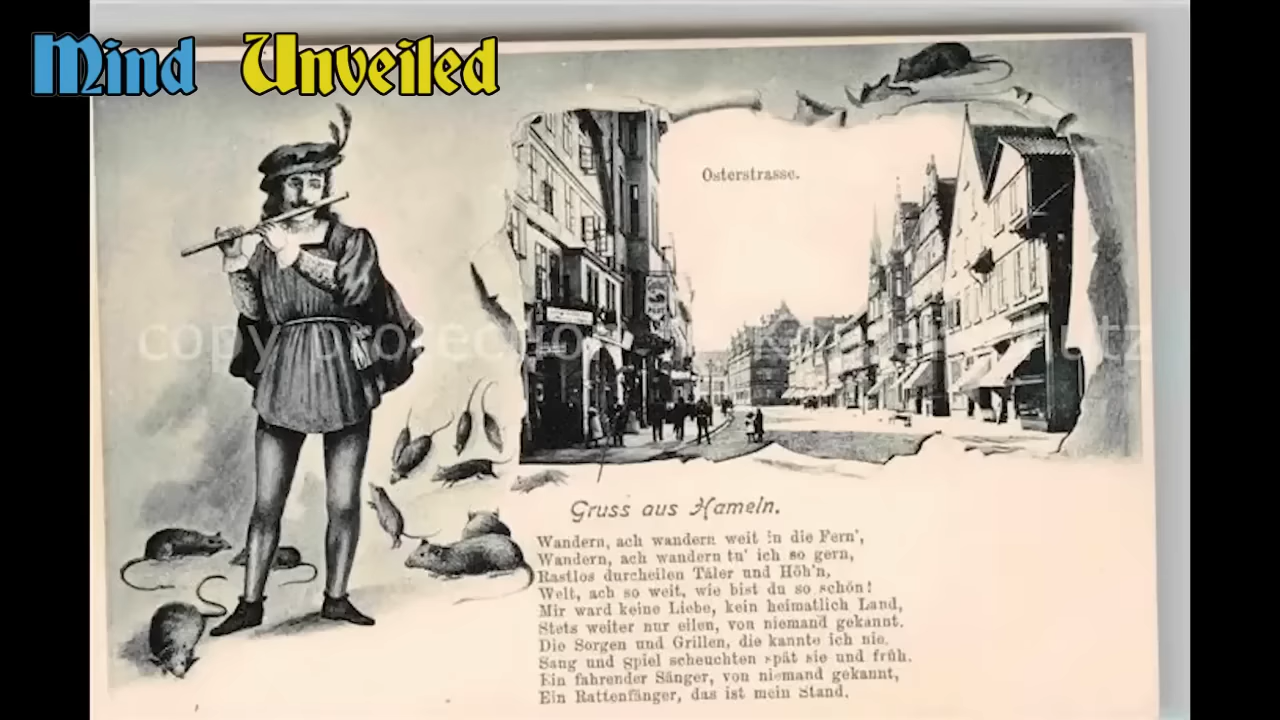 Mind Unveiled
Osterstrasse.
copy protection
Gruss aus Hameln.
Wandern, ach wandern weit in die Fern',
Wandern, ach wandern tu' ich so gern,
Rastlos durcheilen Täler und Höh'n,
Welt, ach so weit, wie bist du so schön!
Mir ward keine Liebe, kein heimatlich Land,
Stets weiter nur eilen, von niemand gekannt.
Die Sorgen und Grillen, die kannte ich nie.
Sang und Spiel scheuchten spät sie und früh.
Ein fahrender Sänger, von niemand gekannt,
Ein Rattenfänger, das ist mein Stand.